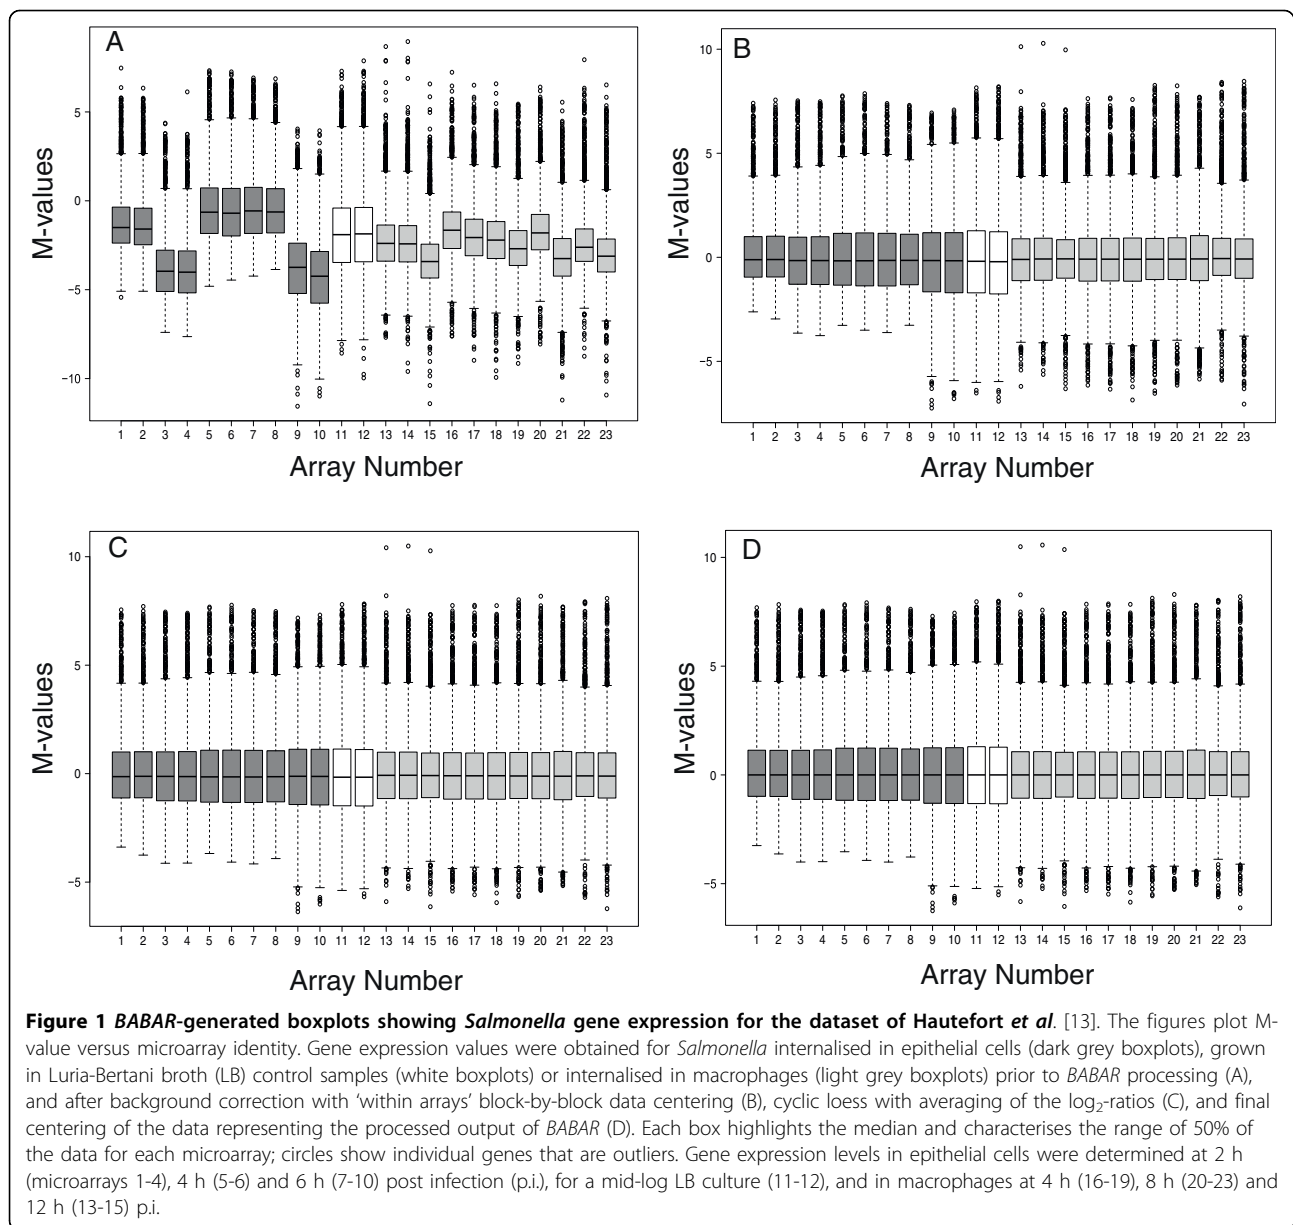 A
M-values
5
0
−5
−10
1 2 3 4 5 6 7 8 9 10 11 12 13 14 15 16 17 18 19 20 21 22 23
Array Number
B
M-values
10
5
0
−5
1 2 3 4 5 6 7 8 9 10 11 12 13 14 15 16 17 18 19 20 21 22 23
Array Number
C
M-values
10
5
0
−5
1 2 3 4 5 6 7 8 9 10 11 12 13 14 15 16 17 18 19 20 21 22 23
Array Number
D
M-values
10
5
0
−5
1 2 3 4 5 6 7 8 9 10 11 12 13 14 15 16 17 18 19 20 21 22 23
Array Number
Figure 1 BABAR-generated boxplots showing Salmonella gene expression for the dataset of Hautefort et al. [13]. The figures plot M-
value versus microarray identity. Gene expression values were obtained for Salmonella internalised in epithelial cells (dark grey boxplots), grown
in Luria-Bertani broth (LB) control samples (white boxplots) or internalised in macrophages (light grey boxplots) prior to BABAR processing (A),
and after background correction with ‘within arrays’ block-by-block data centering (B), cyclic loess with averaging of the log₂-ratios (C), and final
centering of the data representing the processed output of BABAR (D). Each box highlights the median and characterises the range of 50% of
the data for each microarray; circles show individual genes that are outliers. Gene expression levels in epithelial cells were determined at 2 h
(microarrays 1-4), 4 h (5-6) and 6 h (7-10) post infection (p.i.), for a mid-log LB culture (11-12), and in macrophages at 4 h (16-19), 8 h (20-23) and
12 h (13-15) p.i.